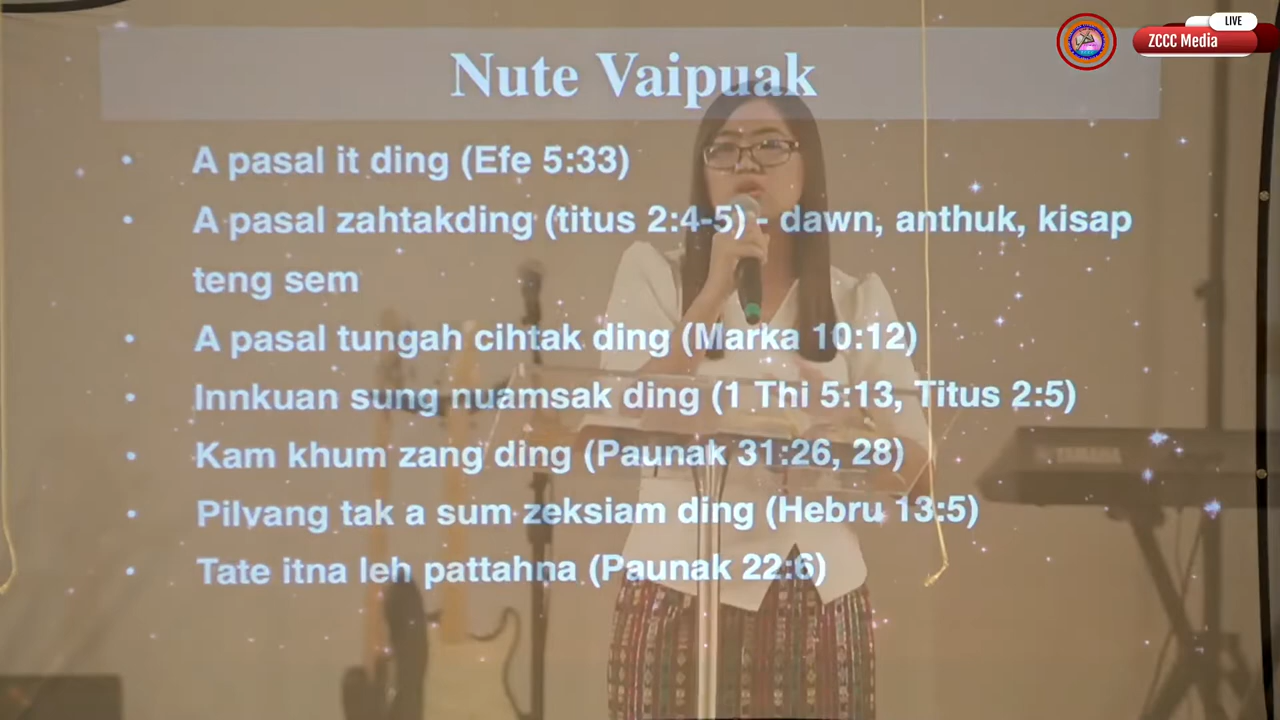 LIVE
ZCCC Media
Nute Vaipuak
• A pasal it ding (Efe 5:33)
• A pasal zahtakding (titus 2:4-5) - dawn, anthuk, kisap
teng sem
• A pasal tungah cihtak ding (Marka 10:12)
• Innkuan sung nuamsak ding (1 Thi 5:13, Titus 2:5)
• Kam khum zang ding (Paunak 31:26, 28)
• Pilvang tak a sum zeksiam ding (Hebru 13:5)
• Tate itna leh pattahna (Paunak 22:6)
YAMAHA